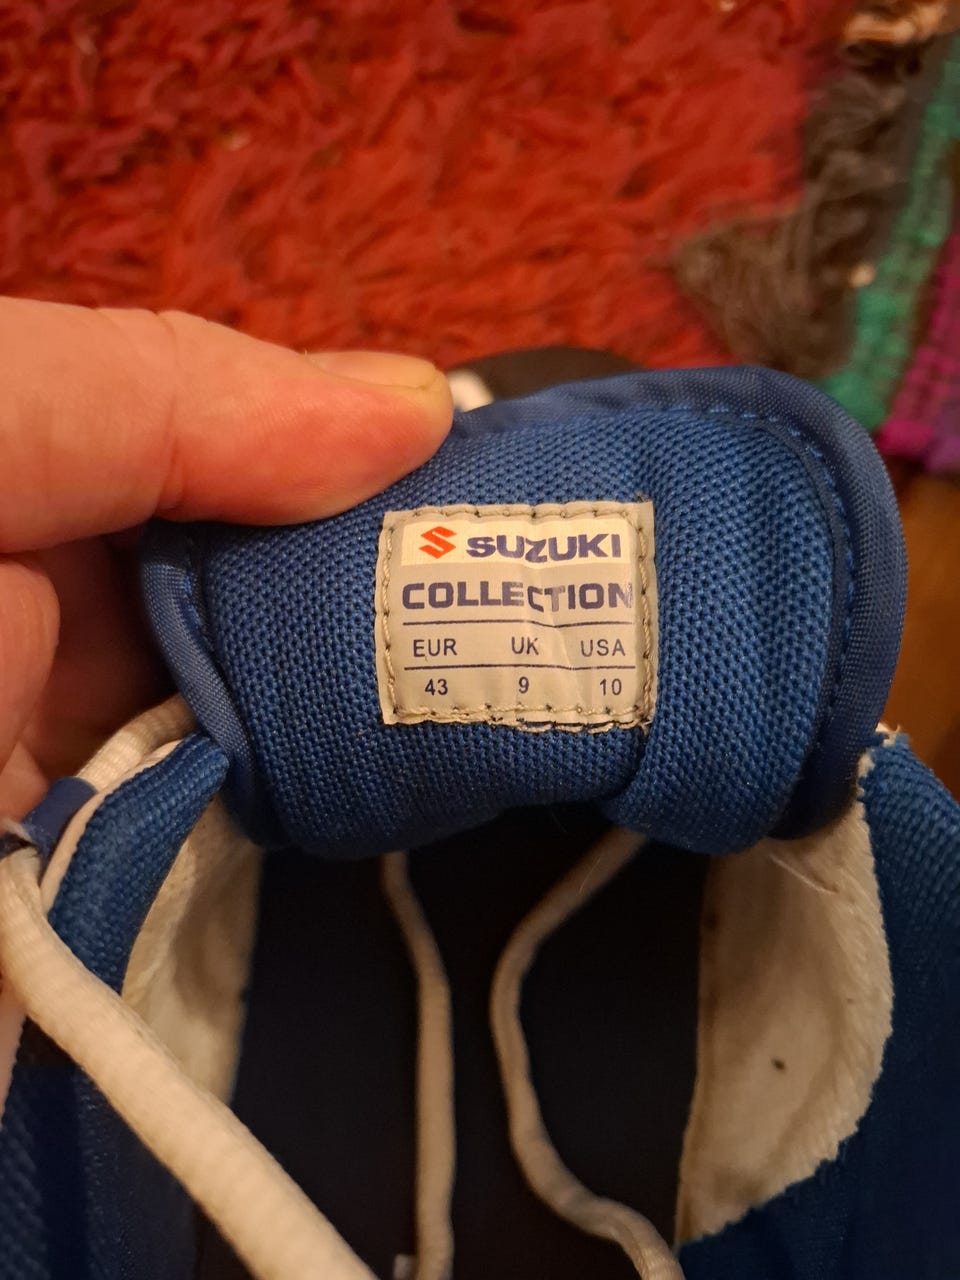 SUZUKI
COLLECTION
EUR UK USA
43 9 10